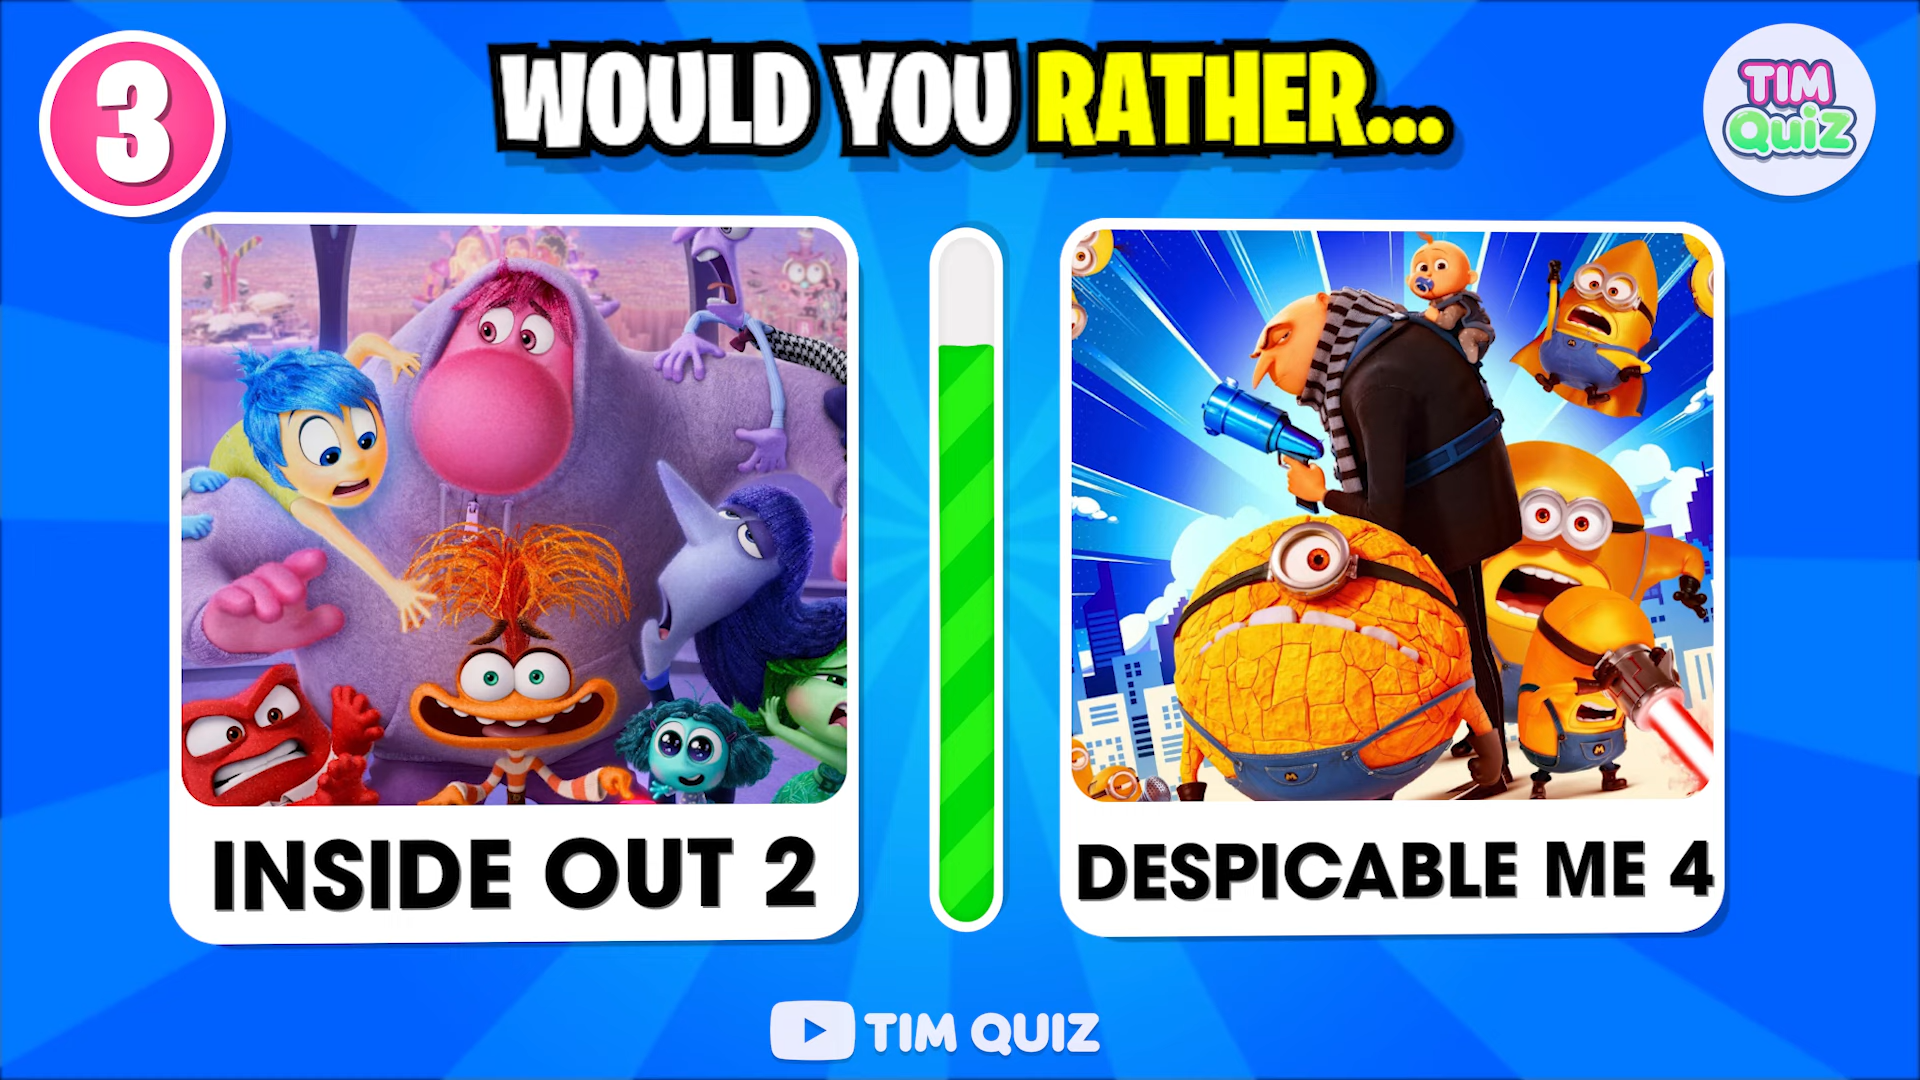 3
WOULD YOU RATHER...
TIM
QuiZ
INSIDE OUT 2
DESPICABLE ME 4
TIM QUIZ